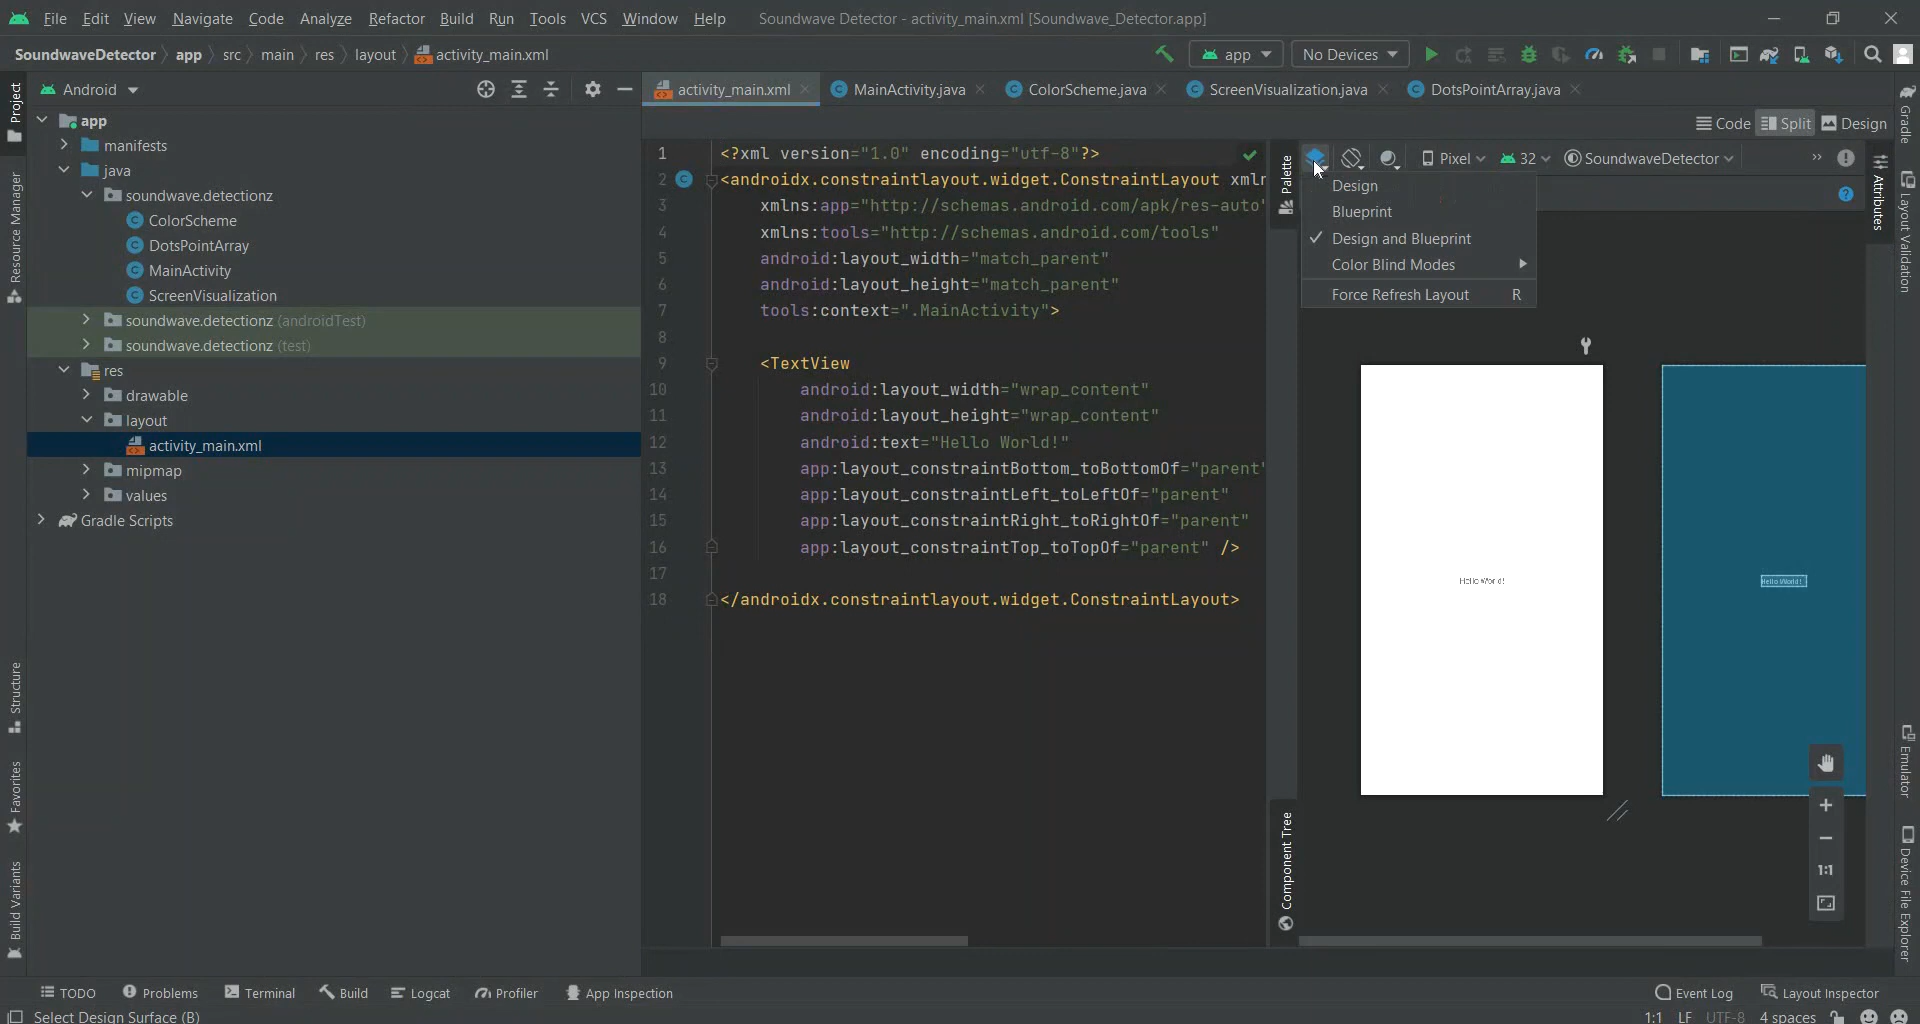 File Edit View Navigate Code Analyze Refactor Build Run Tools VCS Window Help Soundwave Detector - activity_main.xml [Soundwave_Detector.app]
SoundwaveDetector app src main res layout activity_main.xml app No Devices
Android
activity_main.xml MainActivity.java ColorScheme.java ScreenVisualization.java DotsPointArray.java
Code Split Design
Pixel 32 SoundwaveDetector
Project
Resource Manager
Structure
Favorites
Build Variants
app
manifests
java
soundwave.detectionz
ColorScheme
DotsPointArray
MainActivity
ScreenVisualization
soundwave.detectionz (androidTest)
soundwave.detectionz (test)
res
drawable
layout
activity_main.xml
mipmap
values
Gradle Scripts
1 <?xml version="1.0" encoding="utf-8"?>
2 <androidx.constraintlayout.widget.ConstraintLayout xmlr
3 xmlns:app="http://schemas.android.com/apk/res-auto"
4 xmlns:tools="http://schemas.android.com/tools"
5 android:layout_width="match_parent"
6 android:layout_height="match_parent"
7 tools:context=".MainActivity">
8
9 <TextView
10 android:layout_width="wrap_content"
11 android:layout_height="wrap_content"
12 android:text="Hello World!"
13 app:layout_constraintBottom_toBottomOf="parent"
14 app:layout_constraintLeft_toLeftOf="parent"
15 app:layout_constraintRight_toRightOf="parent"
16 app:layout_constraintTop_toTopOf="parent" />
17
18 </androidx.constraintlayout.widget.ConstraintLayout>
Palette
Component Tree
Design
Blueprint
Design and Blueprint
Color Blind Modes
Force Refresh Layout R
Hello World!
Hello World!
1:1
Attributes
Gradle
Layout Validation
Emulator
Device File Explorer
TODO Problems Terminal Build Logcat Profiler App Inspection Event Log Layout Inspector
Select Design Surface (B) 1:1 LF UTF-8 4 spaces